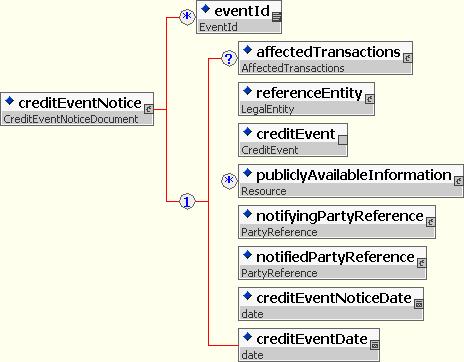 * eventId
EventId
? affectedTransactions
AffectedTransactions
referenceEntity
LegalEntity
creditEventNotice
CreditEventNoticeDocument
creditEvent
CreditEvent
* publiclyAvailableInformation
Resource
1
notifyingPartyReference
PartyReference
notifiedPartyReference
PartyReference
creditEventNoticeDate
date
creditEventDate
date